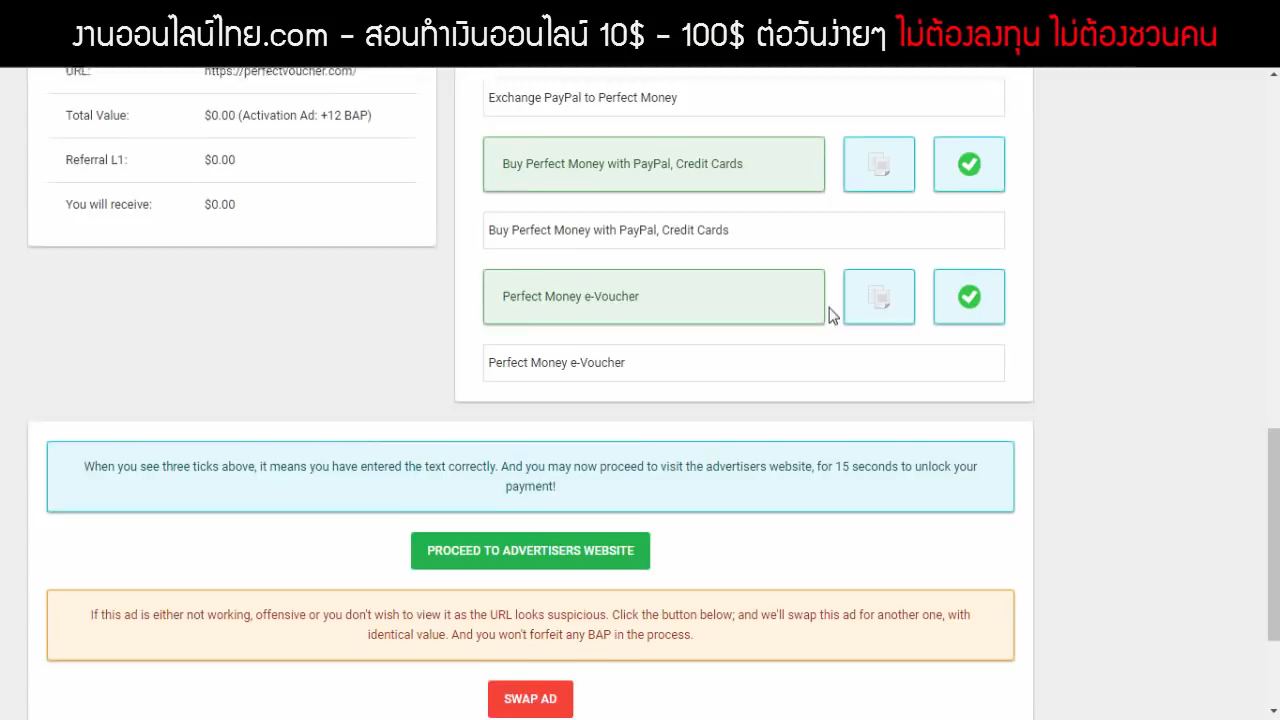 งานออนไลน์ไทย.com - สอนทำเงินออนไลน์ 10$ - 100$ ต่อวันง่ายๆ ไม่ต้องลงทุน ไม่ต้องชวนคน
URL: https://perfectvoucher.com/
Total Value: $0.00 (Activation Ad: +12 BAP)
Referral L1: $0.00
You will receive: $0.00
Exchange PayPal to Perfect Money
Buy Perfect Money with PayPal, Credit Cards
Buy Perfect Money with PayPal, Credit Cards
Perfect Money e-Voucher
Perfect Money e-Voucher
When you see three ticks above, it means you have entered the text correctly. And you may now proceed to visit the advertisers website, for 15 seconds to unlock your
payment!
PROCEED TO ADVERTISERS WEBSITE
If this ad is either not working, offensive or you don't wish to view it as the URL looks suspicious. Click the button below; and we'll swap this ad for another one, with
identical value. And you won't forfeit any BAP in the process.
SWAP AD